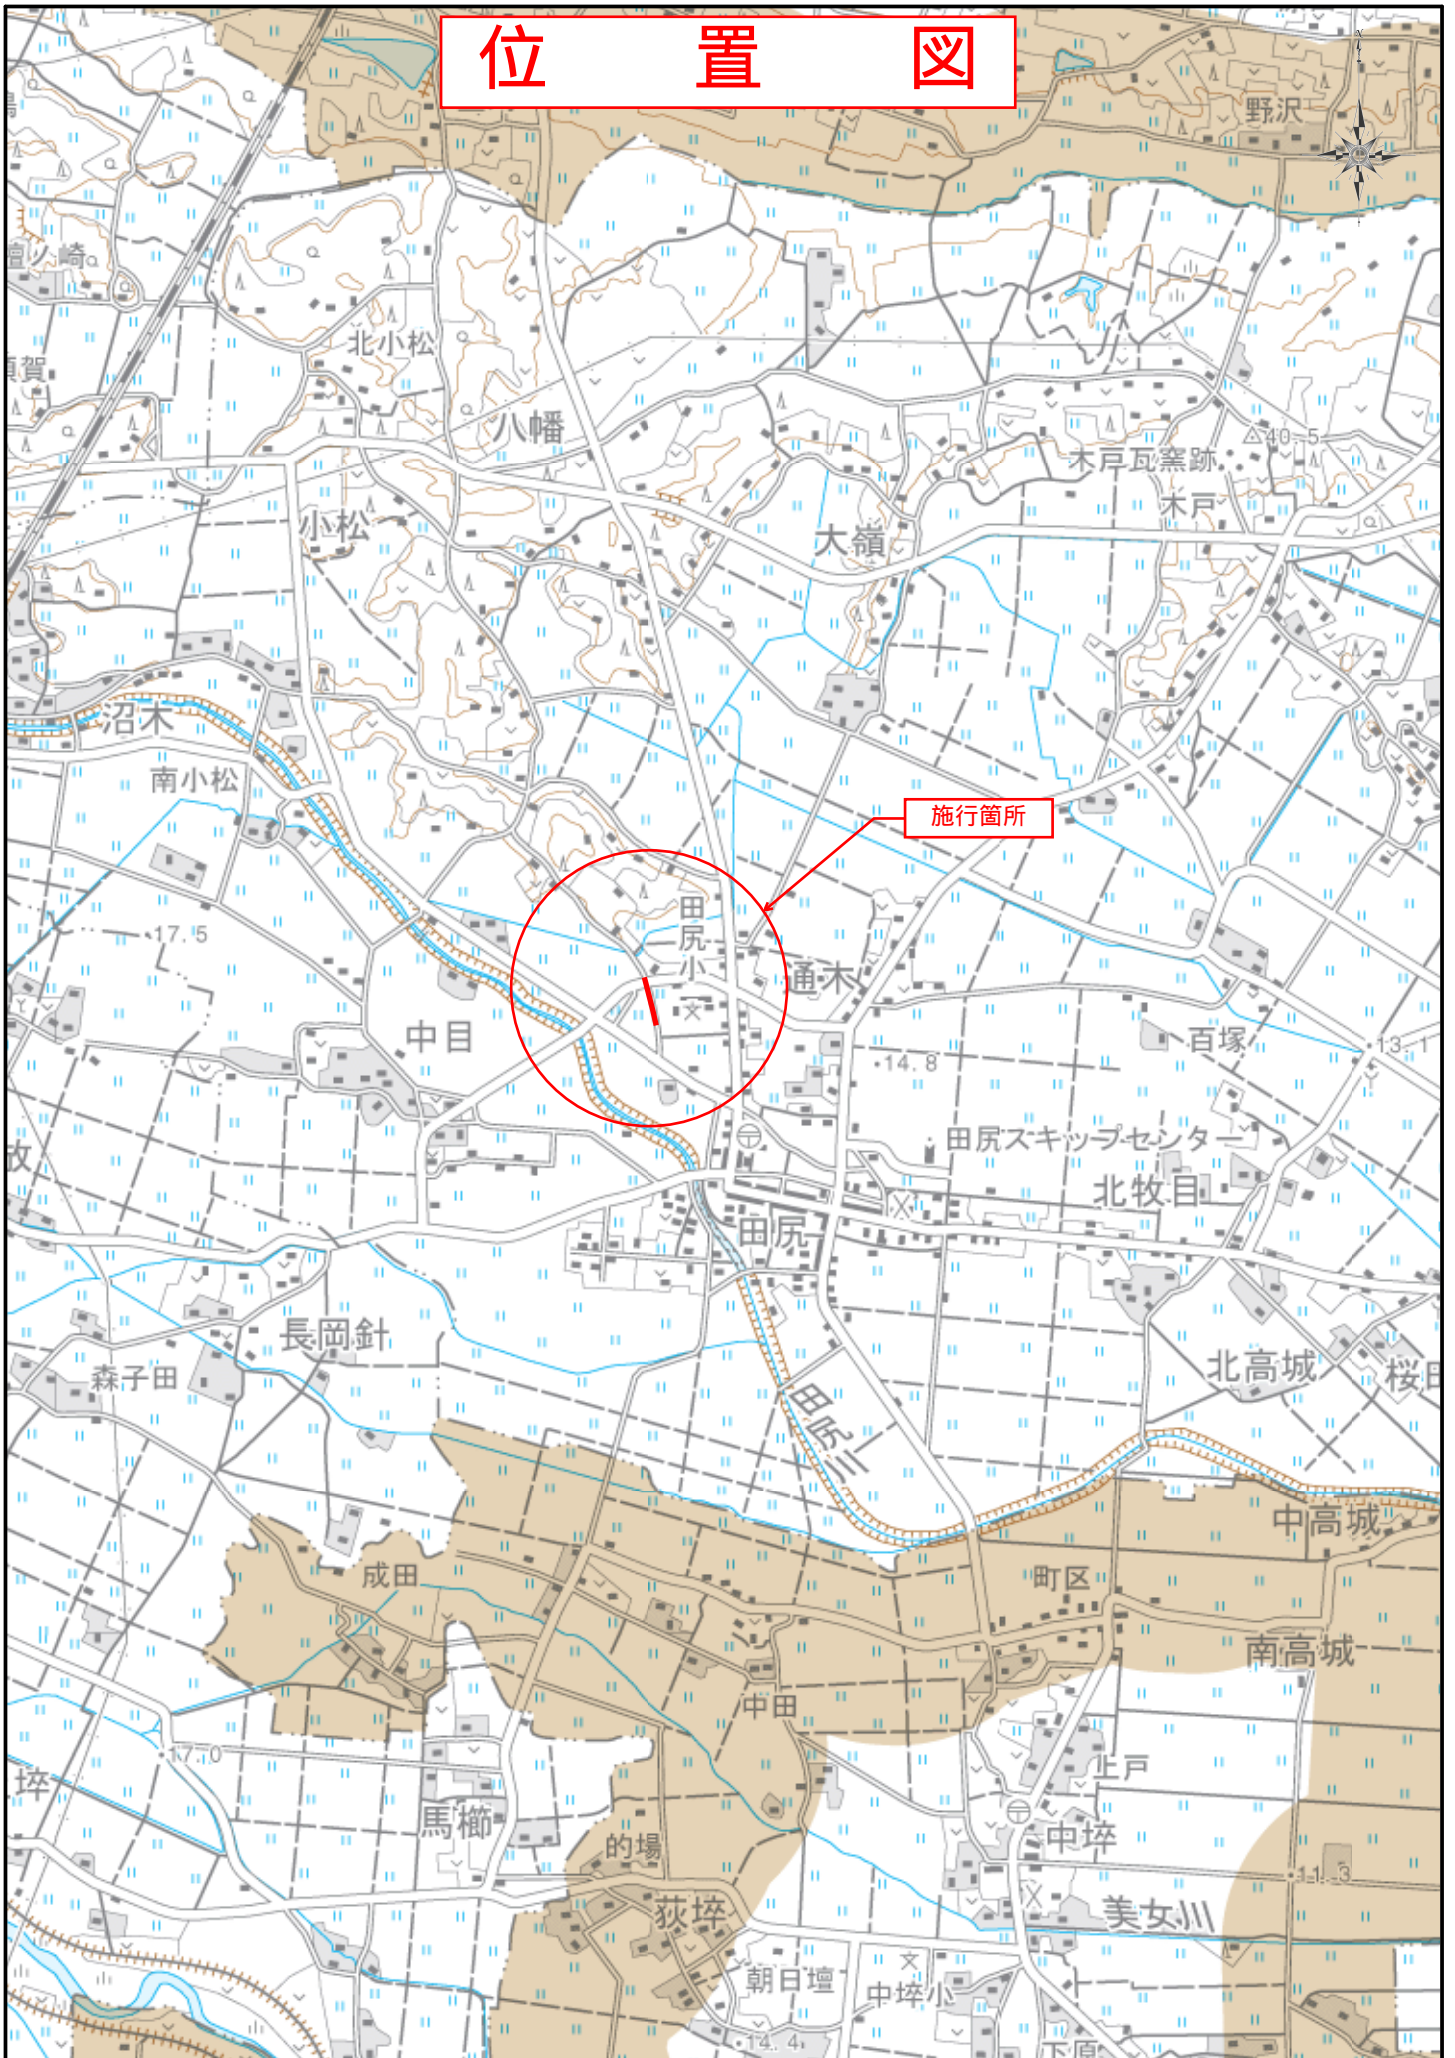 位置図
野沢
北小松
八幡
40.5
木戸瓦窯跡
木戸
小松
大嶺
沼木
南小松
施行箇所
田尻小
17.5
通木
中目
百塚
13.1
14.8
田尻スキップセンター
北牧目
田尻
長岡針
北高城
森子田
田尻川
中高城
成田
町区
南高城
中田
17.0
上戸
埣
馬櫛
中埣
的場
11.3
荻埣
美女川
朝日壇
中埣小
14.4
下原